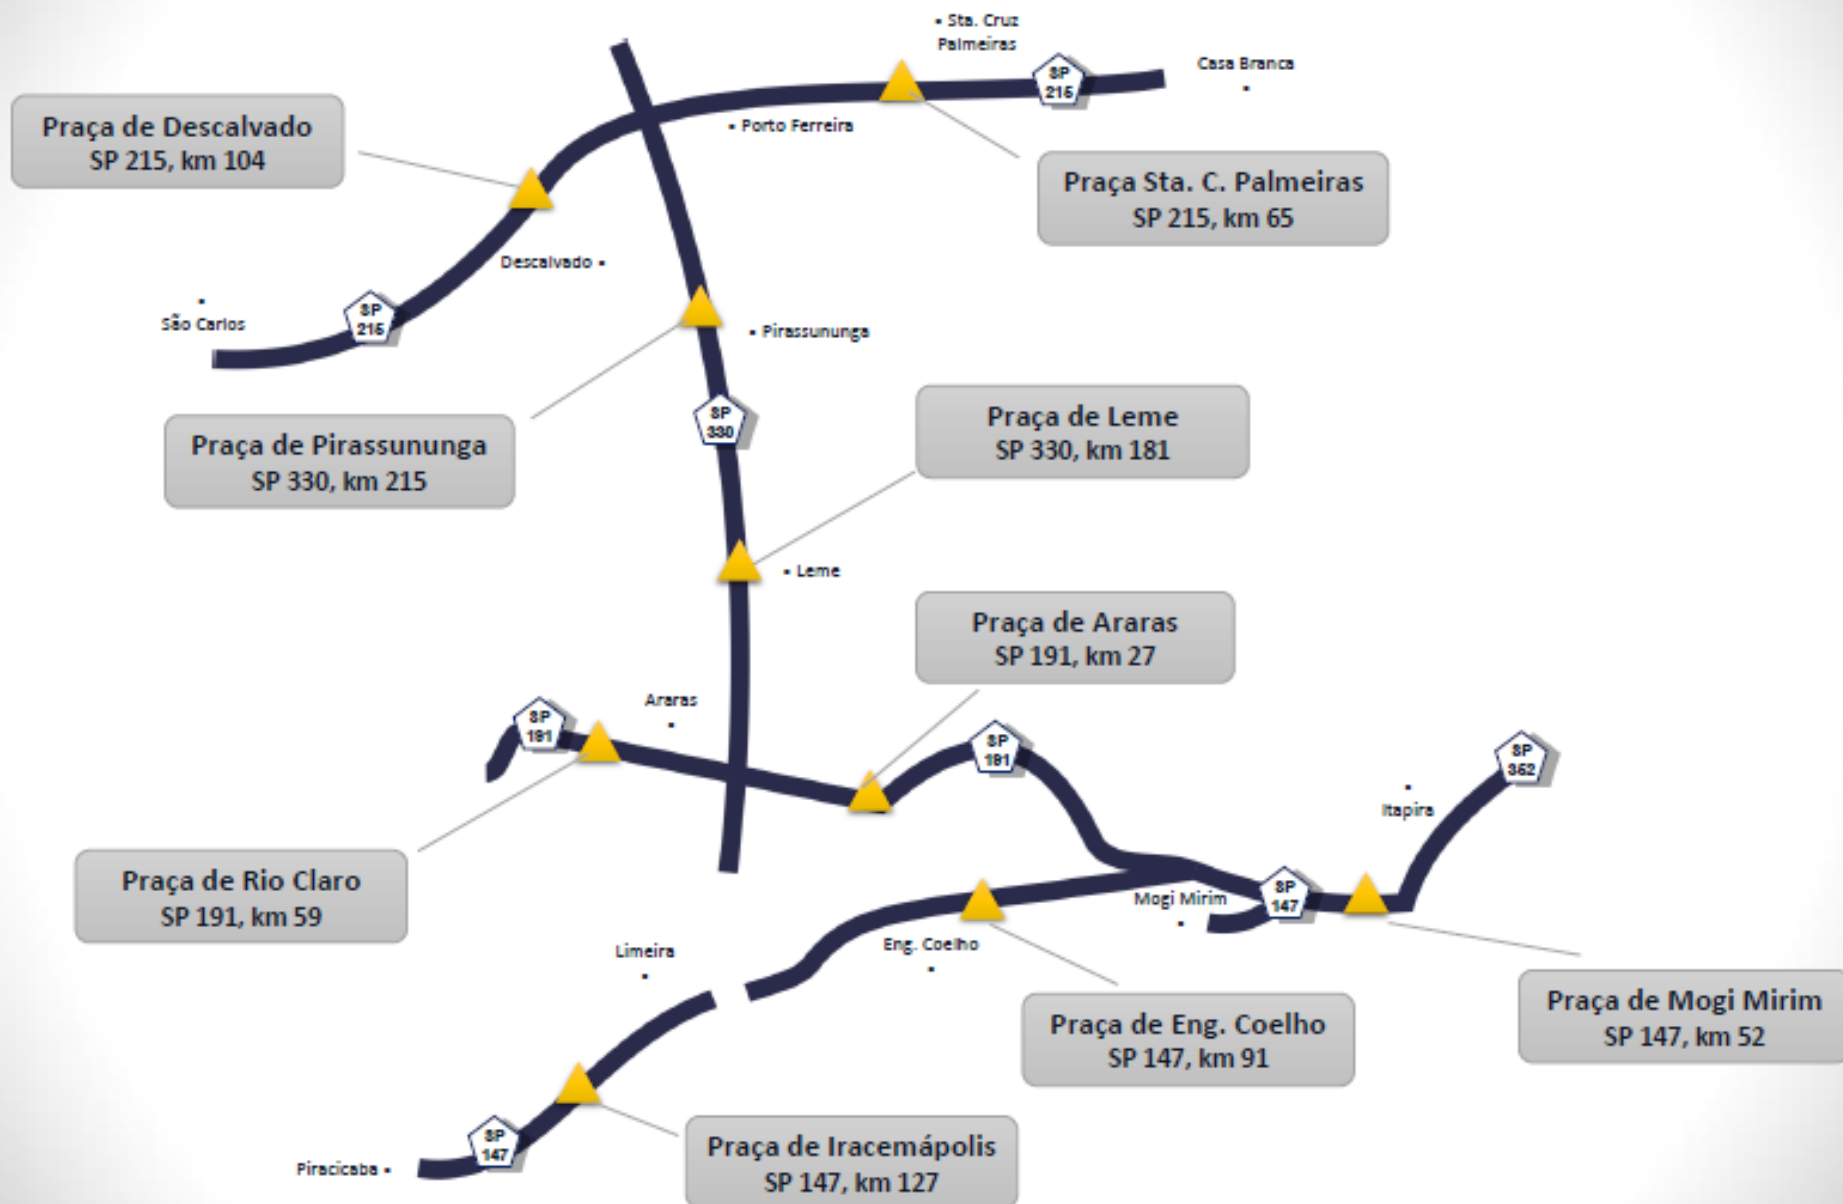 ▪ Sta. Cruz
Palmeiras
Casa Branca
SP
215
Praça de Descalvado
SP 215, km 104
▪ Porto Ferreira
Praça Sta. C. Palmeiras
SP 215, km 65
Descalvado ▪
São Carlos
SP
215
▪ Pirassununga
SP
330
Praça de Pirassununga
SP 330, km 215
Praça de Leme
SP 330, km 181
▪ Leme
Praça de Araras
SP 191, km 27
Araras
SP
191
SP
191
SP
352
Itapira
Praça de Rio Claro
SP 191, km 59
Mogi Mirim
SP
147
Limeira
Eng. Coelho
Praça de Eng. Coelho
SP 147, km 91
Praça de Mogi Mirim
SP 147, km 52
SP
147
Piracicaba ▪
Praça de Iracemápolis
SP 147, km 127